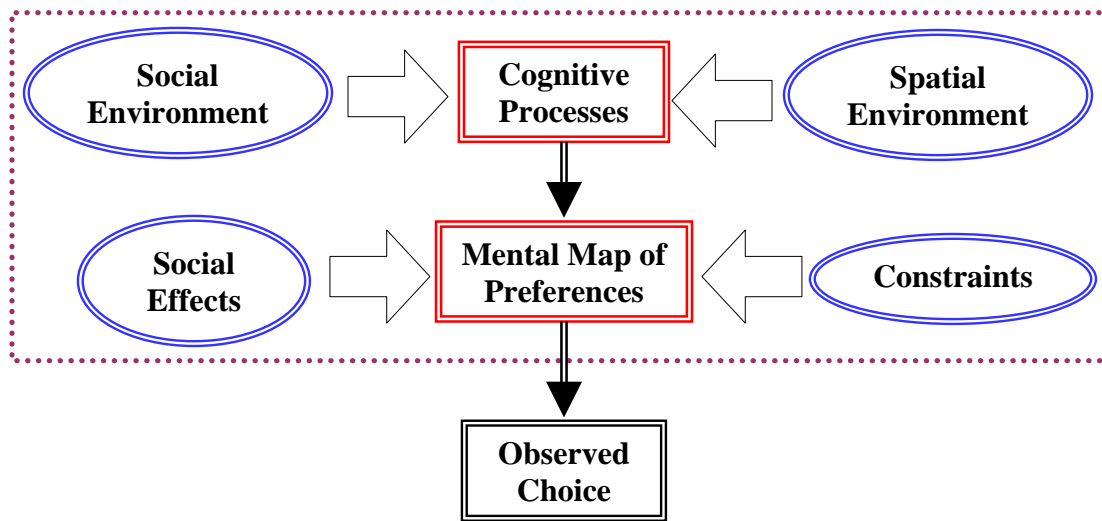 Social
Environment
Cognitive
Processes
Spatial
Environment
Social
Effects
Mental Map of
Preferences
Constraints
Observed
Choice